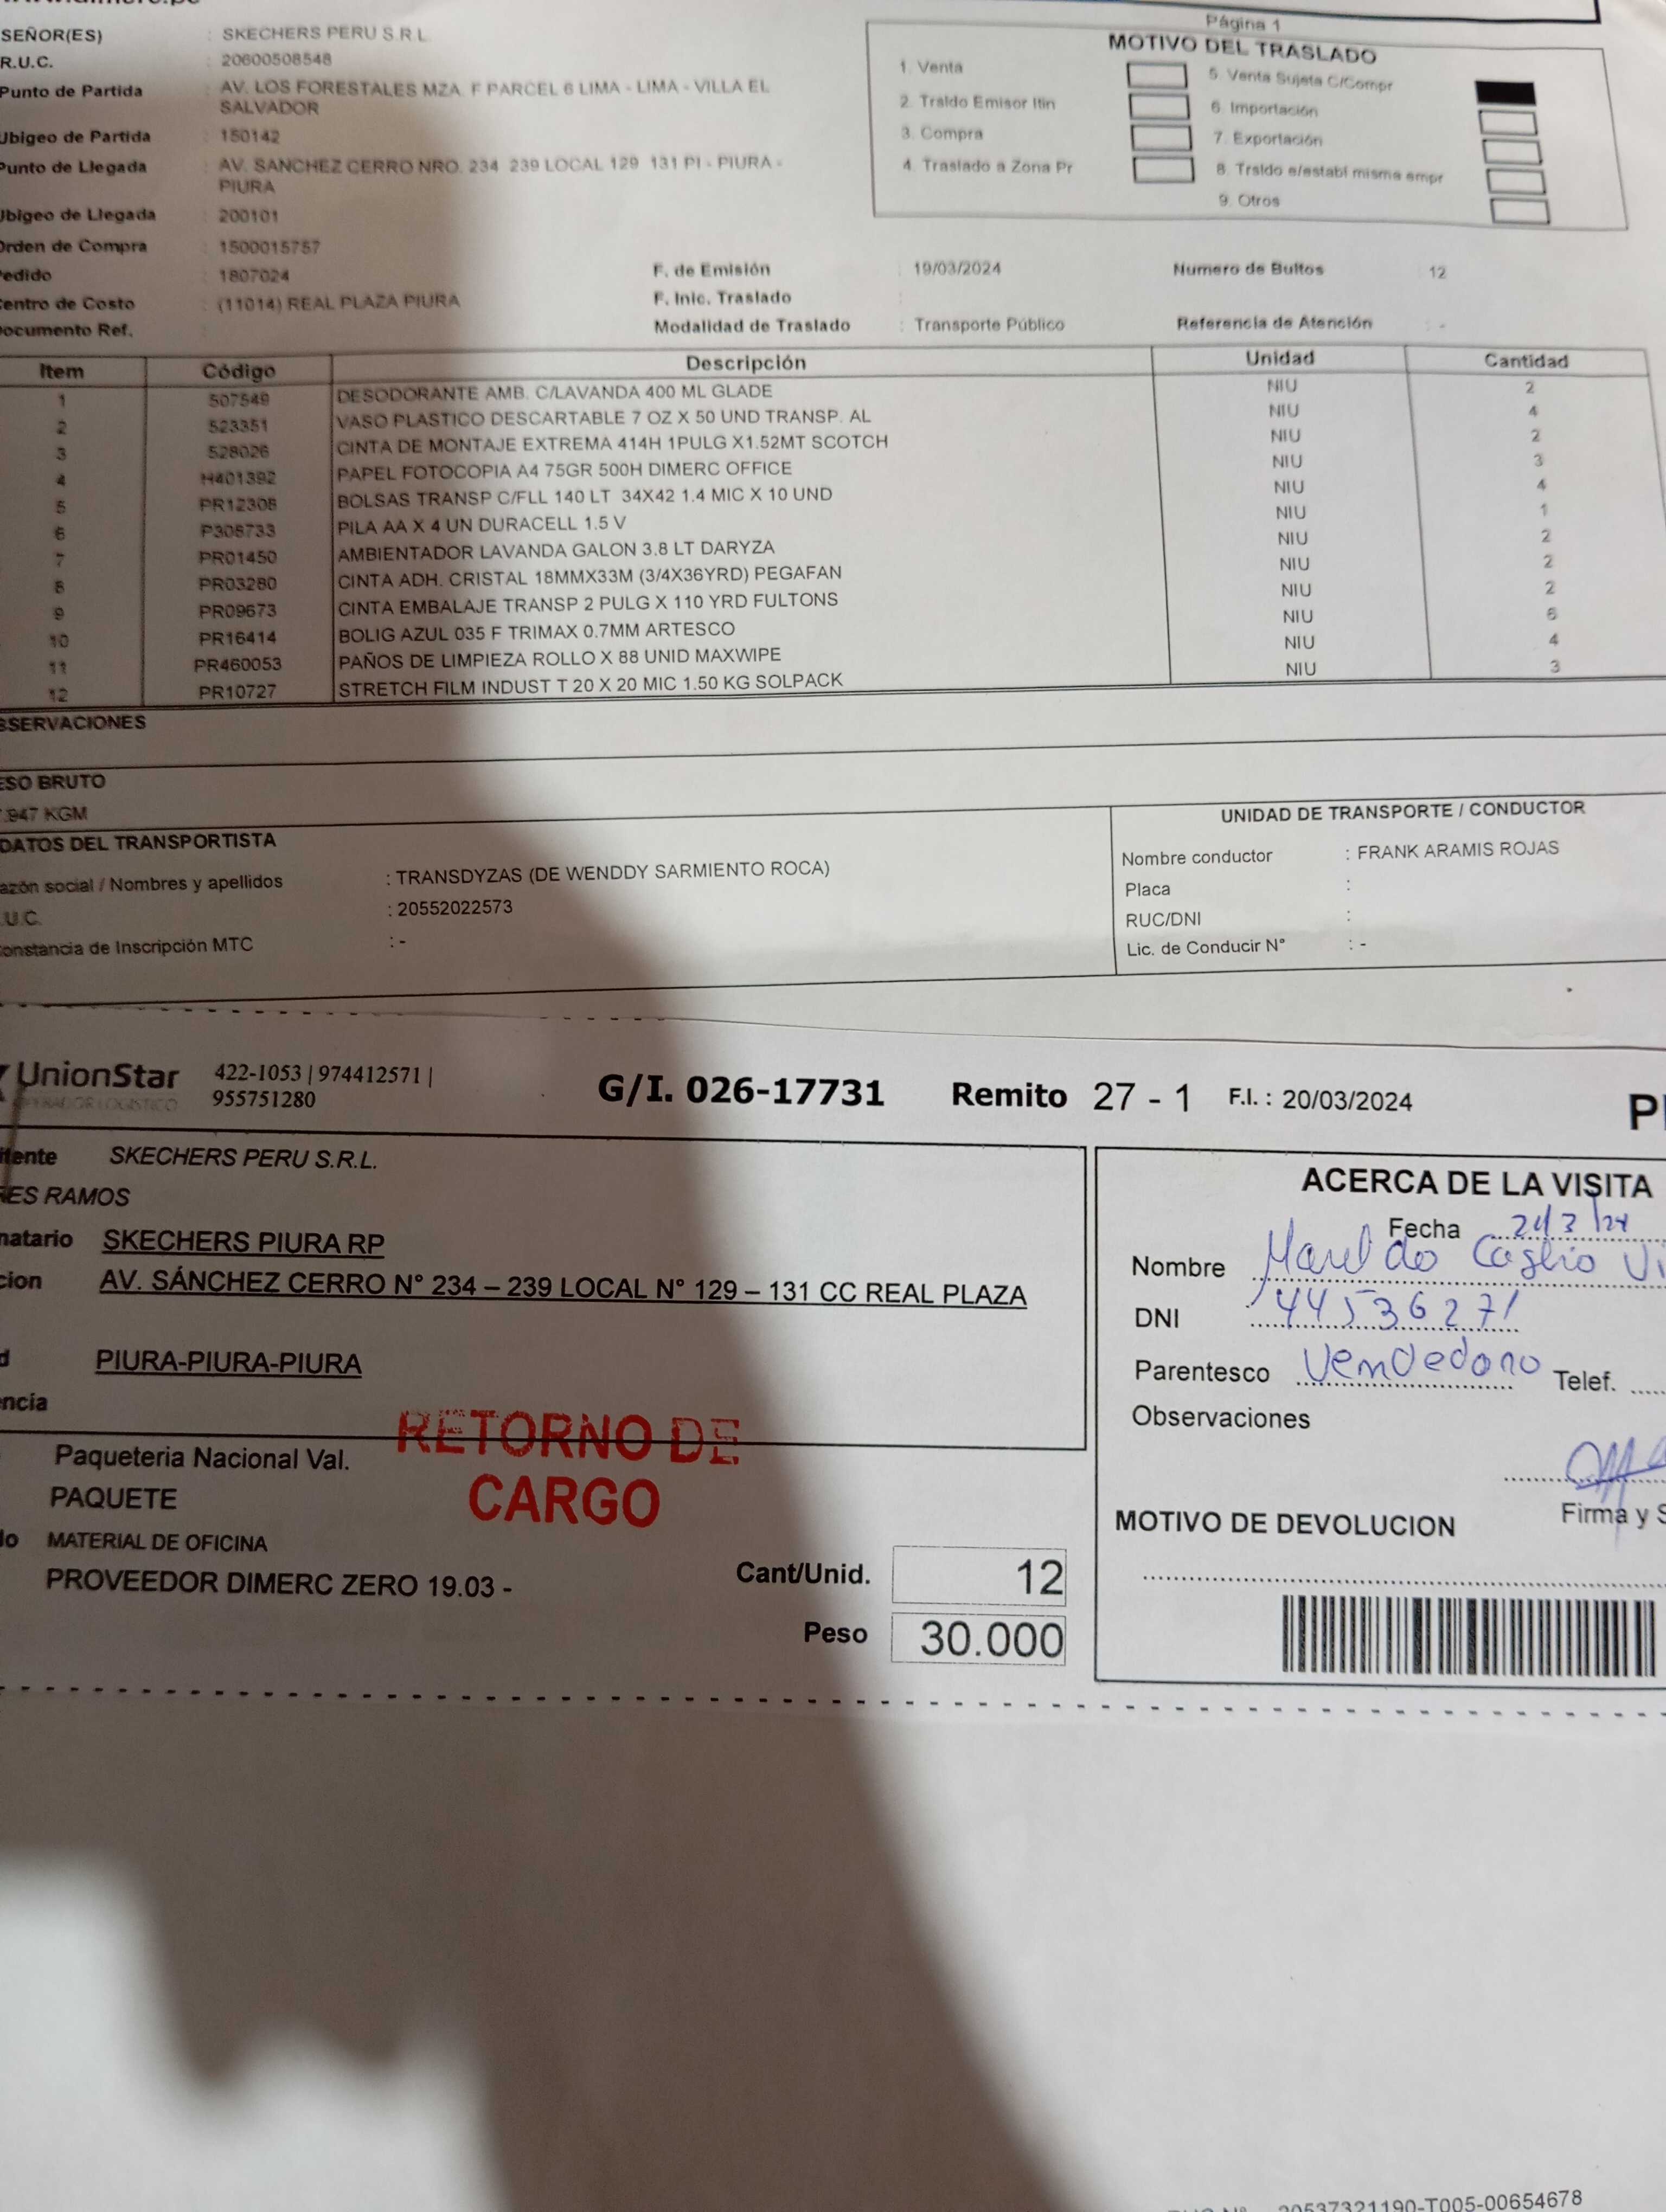 SEÑOR(ES) : SKECHERS PERU S.R.L.
R.U.C. : 20600508548
Punto de Partida : AV. LOS FORESTALES MZA. F PARCEL 6 LIMA - LIMA - VILLA EL
SALVADOR
Ubigeo de Partida : 150142
Punto de Llegada : AV. SANCHEZ CERRO NRO. 234 239 LOCAL 129 131 PI - PIURA -
PIURA
Ubigeo de Llegada : 200101
Orden de Compra : 1500015757
Pedido : 1807024
Centro de Costo : (11014) REAL PLAZA PIURA
Documento Ref. :
Página 1
MOTIVO DEL TRASLADO
1. Venta
2. Trsldo Emisor Itin
3. Compra
4. Traslado a Zona Pr
5. Venta Sujeta C/Compr
6. Importación
7. Exportación
8. Trsldo e/establ misma empr
9. Otros
F. de Emisión : 19/03/2024
F. Inic. Traslado :
Modalidad de Traslado : Transporte Público
Numero de Bultos 12
Referencia de Atención : -
Item Código Descripción Unidad Cantidad
1 507549 DESODORANTE AMB. C/LAVANDA 400 ML GLADE NIU 2
2 523351 VASO PLASTICO DESCARTABLE 7 OZ X 50 UND TRANSP. AL NIU 4
3 528026 CINTA DE MONTAJE EXTREMA 414H 1PULG X1.52MT SCOTCH NIU 2
4 H401392 PAPEL FOTOCOPIA A4 75GR 500H DIMERC OFFICE NIU 3
5 PR12308 BOLSAS TRANSP C/FLL 140 LT 34X42 1.4 MIC X 10 UND NIU 4
6 P308733 PILA AA X 4 UN DURACELL 1.5 V NIU 1
7 PR01450 AMBIENTADOR LAVANDA GALON 3.8 LT DARYZA NIU 2
8 PR03280 CINTA ADH. CRISTAL 18MMX33M (3/4X36YRD) PEGAFAN NIU 2
9 PR09673 CINTA EMBALAJE TRANSP 2 PULG X 110 YRD FULTONS NIU 2
10 PR16414 BOLIG AZUL 035 F TRIMAX 0.7MM ARTESCO NIU 6
11 PR460053 PAÑOS DE LIMPIEZA ROLLO X 88 UNID MAXWIPE NIU 4
12 PR10727 STRETCH FILM INDUST T 20 X 20 MIC 1.50 KG SOLPACK NIU 3
BSERVACIONES
ESO BRUTO
.947 KGM
DATOS DEL TRANSPORTISTA
azón social / Nombres y apellidos : TRANSDYZAS (DE WENDDY SARMIENTO ROCA)
.U.C. : 20552022573
onstancia de Inscripción MTC : -
UNIDAD DE TRANSPORTE / CONDUCTOR
Nombre conductor : FRANK ARAMIS ROJAS
Placa :
RUC/DNI :
Lic. de Conducir N° : -
UnionStar
OPERADOR LOGISTICO
422-1053 | 974412571 |
955751280
G/I. 026-17731 Remito 27 - 1 F.I. : 20/03/2024
itente SKECHERS PERU S.R.L.
ES RAMOS
natario SKECHERS PIURA RP
cion AV. SÁNCHEZ CERRO N° 234 – 239 LOCAL N° 129 – 131 CC REAL PLAZA
d PIURA-PIURA-PIURA
ncia
RETORNO DE
CARGO
Paqueteria Nacional Val.
PAQUETE
do MATERIAL DE OFICINA
PROVEEDOR DIMERC ZERO 19.03 -
Cant/Unid. 12
Peso 30.000
ACERCA DE LA VISITA
Fecha
Nombre
DNI 44536271
Parentesco Vendedora Telef.
Observaciones
Firma y S
MOTIVO DE DEVOLUCION
20537321190-T005-00654678